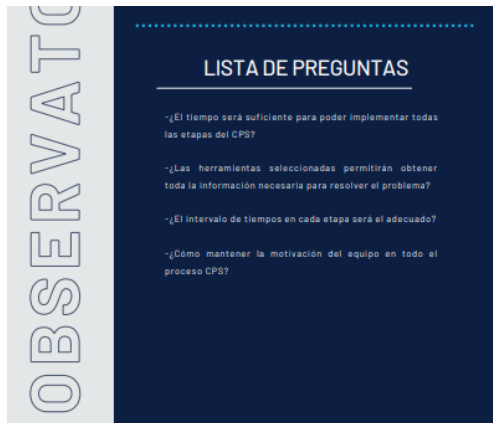 OBSERVATO
LISTA DE PREGUNTAS
-¿El tiempo será suficiente para poder implementar todas
las etapas del CPS?
-¿Las herramientas seleccionadas permitirán obtener
toda la información necesaria para resolver el problema?
-¿El intervalo de tiempos en cada etapa será el adecuado?
-¿Cómo mantener la motivación del equipo en todo el
proceso CPS?